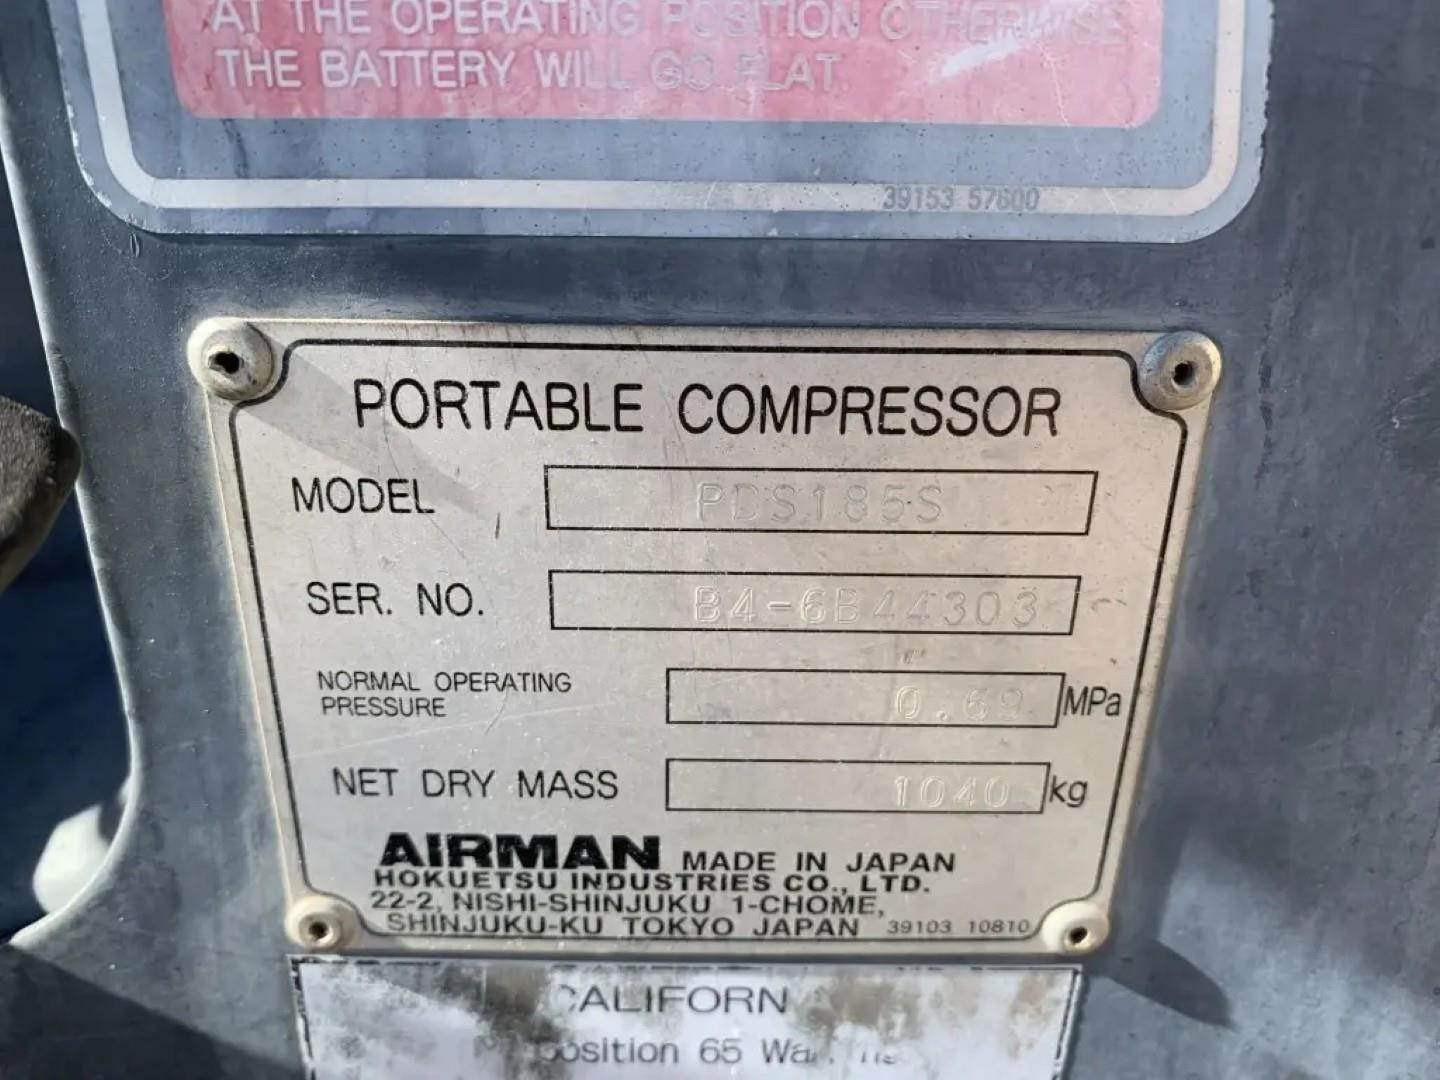 AT THE OPERATING POSITION OTHERWISE
THE BATTERY WILL GO FLAT.
39153 57600
PORTABLE COMPRESSOR
MODEL PDS185S
SER. NO. B4-6B44303
NORMAL OPERATING
PRESSURE 0.69 MPa
NET DRY MASS 1040 kg
AIRMAN MADE IN JAPAN
HOKUETSU INDUSTRIES CO., LTD.
22-2, NISHI-SHINJUKU 1-CHOME,
SHINJUKU-KU TOKYO JAPAN 39103 10810
CALIFORN
osition 65